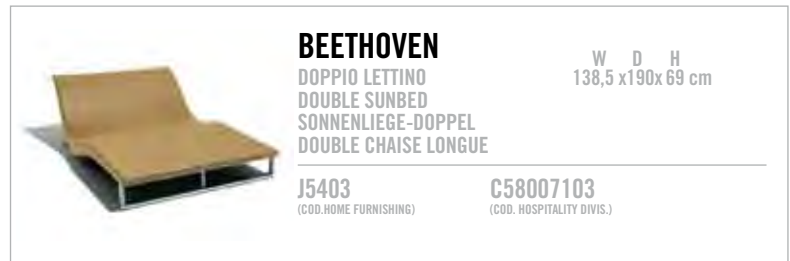 BEETHOVEN
DOPPIO LETTINO
DOUBLE SUNBED
SONNENLIEGE-DOPPEL
DOUBLE CHAISE LONGUE
W D H
138,5 x190x 69 cm
J5403
(COD.HOME FURNISHING)
C58007103
(COD. HOSPITALITY DIVIS.)